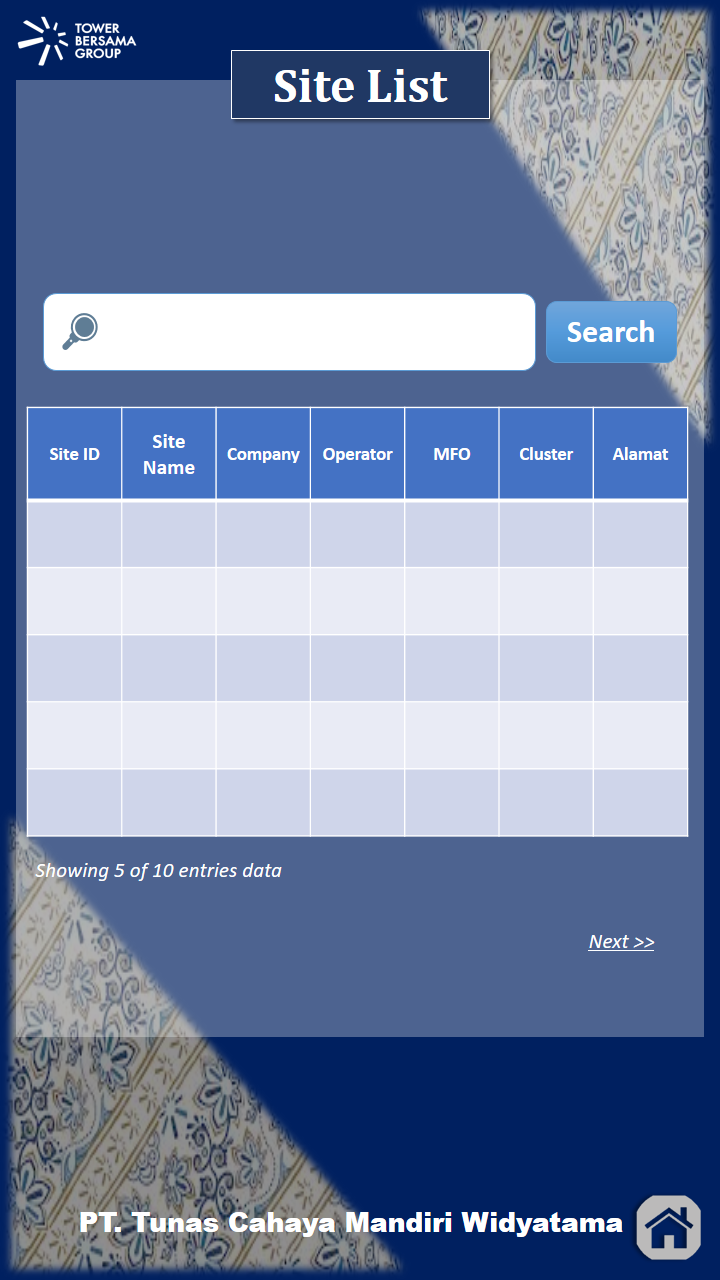 TOWER
BERSAMA
GROUP
Site List
Search
Site ID
Site
Name
Company
Operator
MFO
Cluster
Alamat
Showing 5 of 10 entries data
Next >>
PT. Tunas Cahaya Mandiri Widyatama